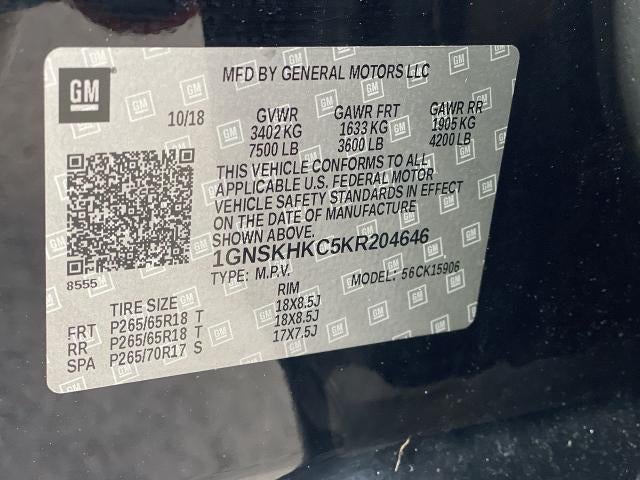 GM
MFD BY GENERAL MOTORS LLC
10/18 GVWR GAWR FRT GAWR RR
3402 KG 1633 KG 1905 KG
7500 LB 3600 LB 4200 LB
THIS VEHICLE CONFORMS TO ALL
APPLICABLE U.S. FEDERAL MOTOR
VEHICLE SAFETY STANDARDS IN EFFECT
ON THE DATE OF MANUFACTURE
SHOWN ABOVE
1GNSKHKC5KR204646
8555 TYPE: M.P.V. MODEL: 56CK15906
TIRE SIZE RIM
FRT P265/65R18 T 18X8.5J
RR P265/65R18 T 18X8.5J
SPA P265/70R17 S 17X7.5J